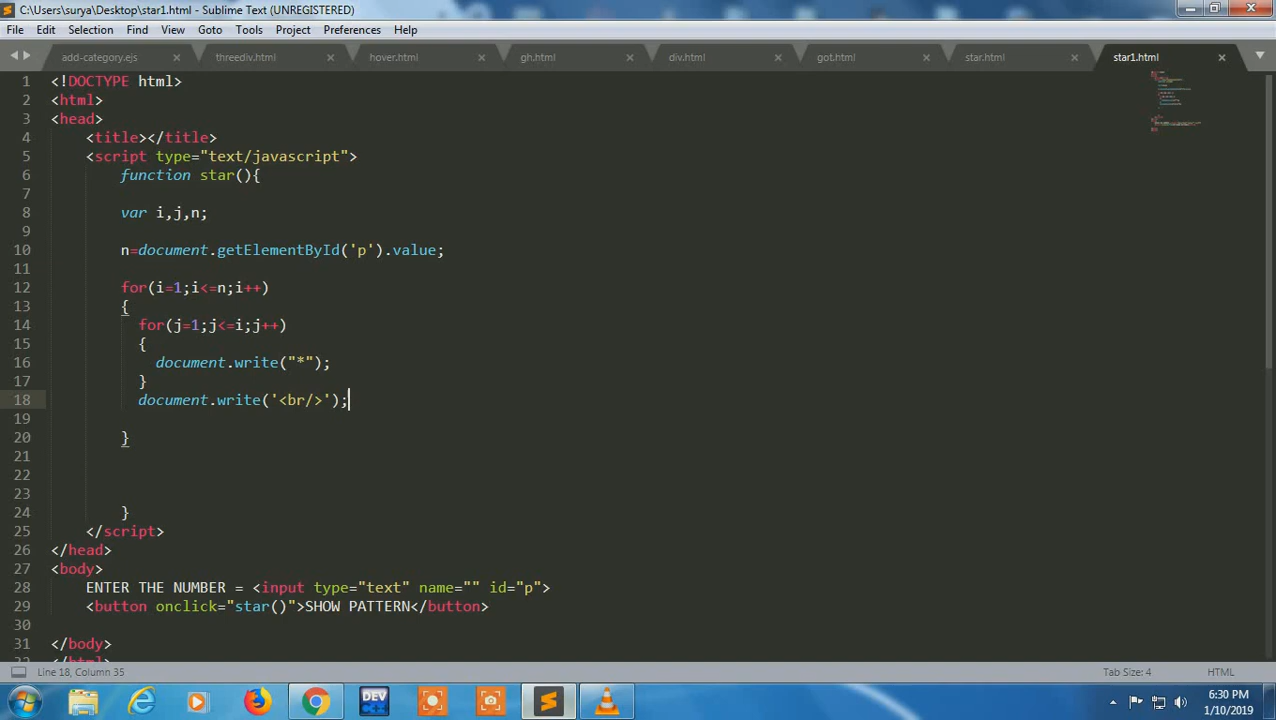 C:\Users\surya\Desktop\star1.html - Sublime Text (UNREGISTERED)
File Edit Selection Find View Goto Tools Project Preferences Help
add-category.ejs threediv.html hover.html gh.html div.html got.html star.html star1.html
1 <!DOCTYPE html>
2 <html>
3 <head>
4 <title></title>
5 <script type="text/javascript">
6 function star(){
7
8 var i,j,n;
9
10 n=document.getElementById('p').value;
11
12 for(i=1;i<=n;i++)
13 {
14 for(j=1;j<=i;j++)
15 {
16 document.write("*");
17 }
18 document.write('<br/>');
19
20 }
21
22
23
24 }
25 </script>
26 </head>
27 <body>
28 ENTER THE NUMBER = <input type="text" name="" id="p">
29 <button onclick="star()">SHOW PATTERN</button>
30
31 </body>
32 </html>
Line 18, Column 35 Tab Size: 4 HTML
DEV
6:30 PM
1/10/2019